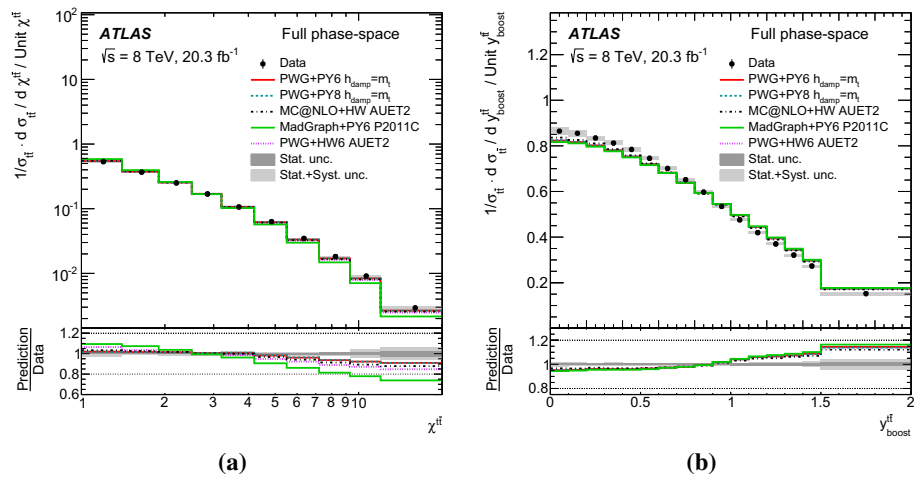 ATLAS Full phase-space
√s = 8 TeV, 20.3 fb⁻¹
Data
PWG+PY6 h_damp=m_t
PWG+PY8 h_damp=m_t
MC@NLO+HW AUET2
MadGraph+PY6 P2011C
PWG+HW6 AUET2
Stat. unc.
Stat.+Syst. unc.
1/σ_tt̄ · d σ_tt̄ / d χ^tt̄ / Unit χ^tt̄
10²
10
1
10⁻¹
10⁻²
Prediction
Data
1.2
1
0.8
0.6
1 2 3 4 5 6 7 8 9 10
χ^tt̄
(a)
ATLAS Full phase-space
√s = 8 TeV, 20.3 fb⁻¹
Data
PWG+PY6 h_damp=m_t
PWG+PY8 h_damp=m_t
MC@NLO+HW AUET2
MadGraph+PY6 P2011C
PWG+HW6 AUET2
Stat. unc.
Stat.+Syst. unc.
1/σ_tt̄ · d σ_tt̄ / d y_boost^tt̄ / Unit y_boost^tt̄
1.2
1
0.8
0.6
0.4
0.2
Prediction
Data
1.2
1
0.8
0 0.5 1 1.5 2
y_boost^tt̄
(b)